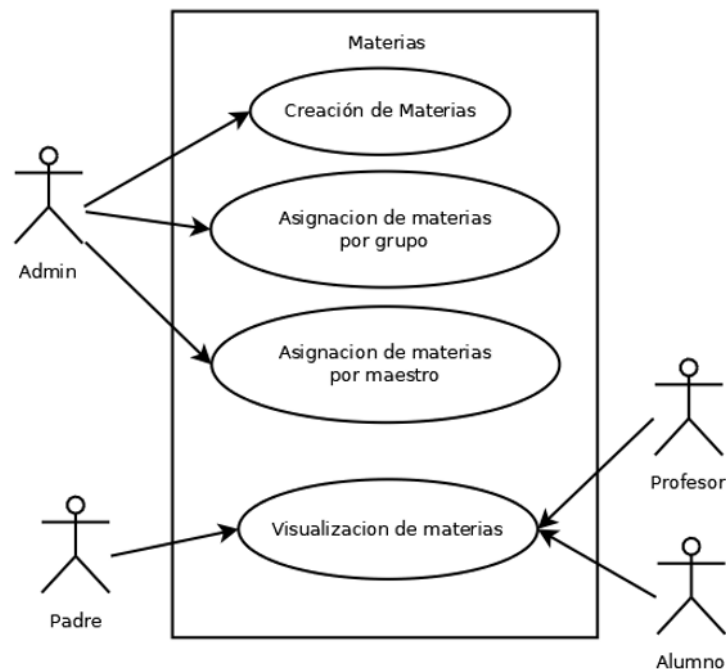 Materias
Creación de Materias
Asignacion de materias
por grupo
Admin
Asignacion de materias
por maestro
Profesor
Visualizacion de materias
Padre
Alumno